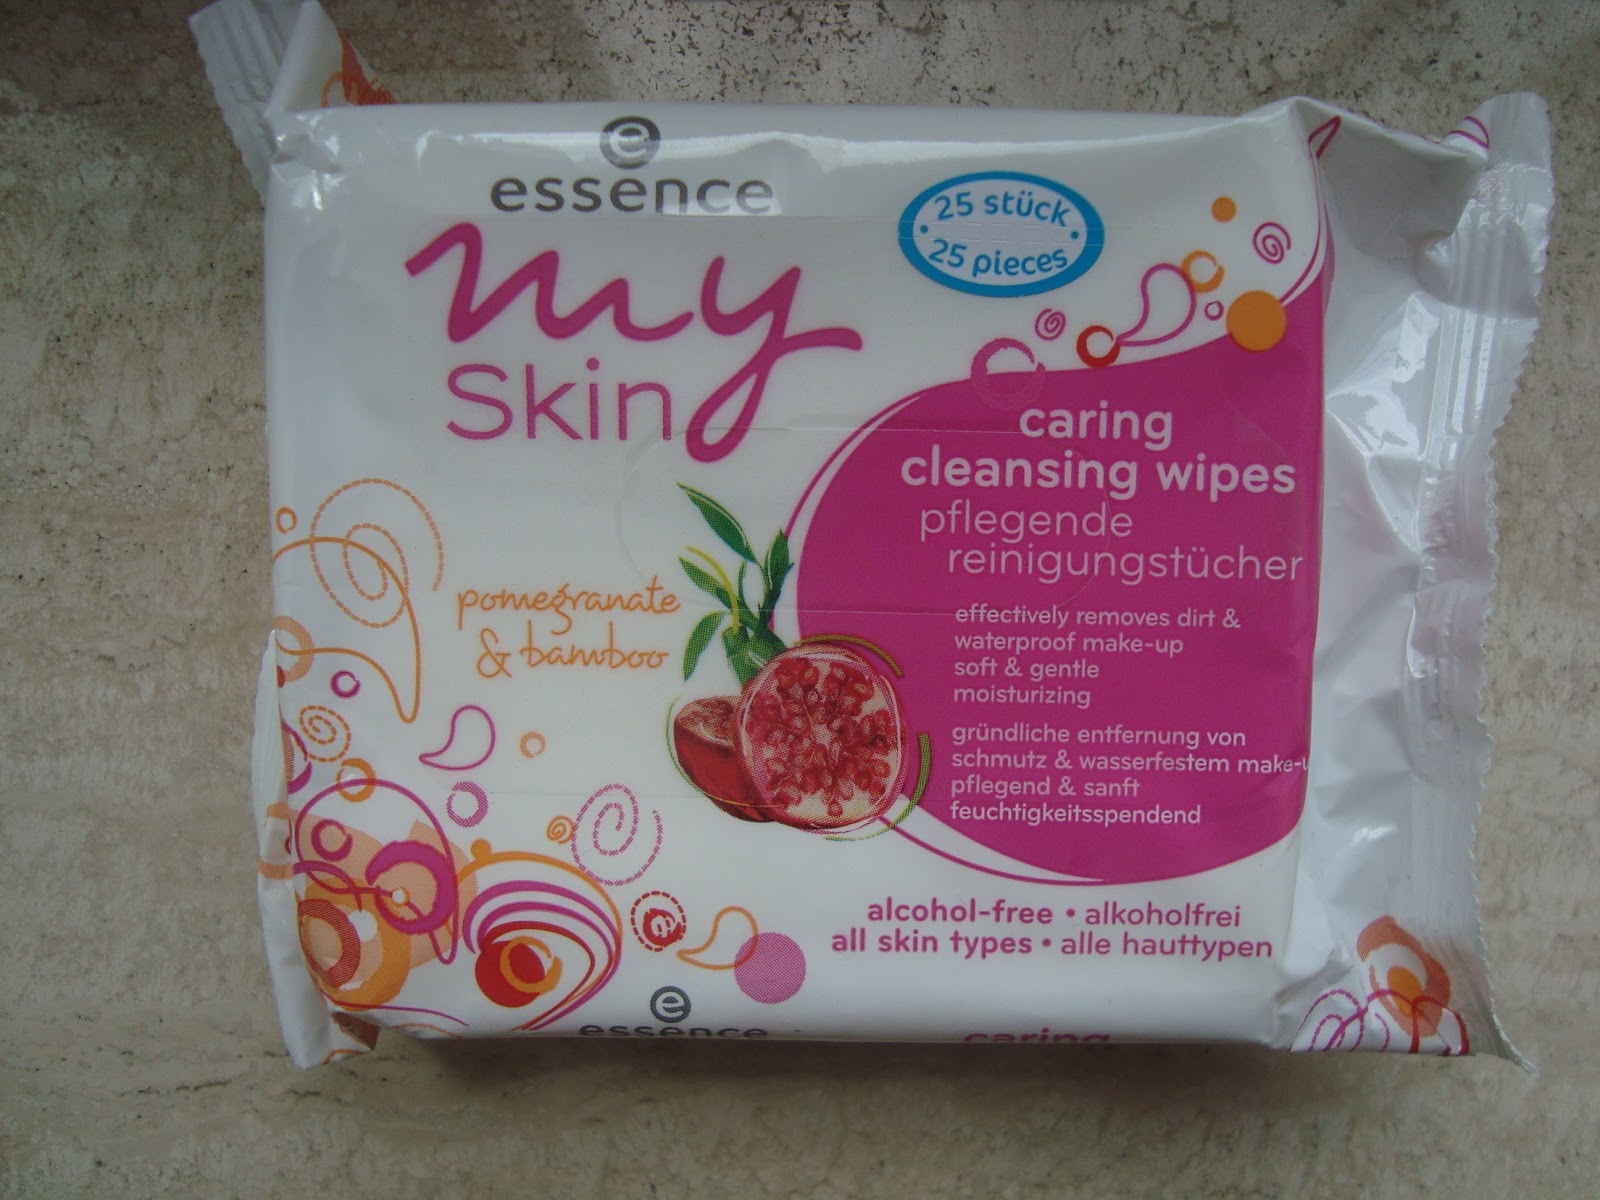 e
essence
my
Skin
25 stück
25 pieces
caring
cleansing wipes
pflegende
reinigungstücher
pomegranate
& bamboo
effectively removes dirt &
waterproof make-up
soft & gentle
moisturizing
gründliche entfernung von
schmutz & wasserfestem make-u
pflegend & sanft
feuchtigkeitsspendend
alcohol-free • alkoholfrei
all skin types • alle hauttypen
e
essence
caring